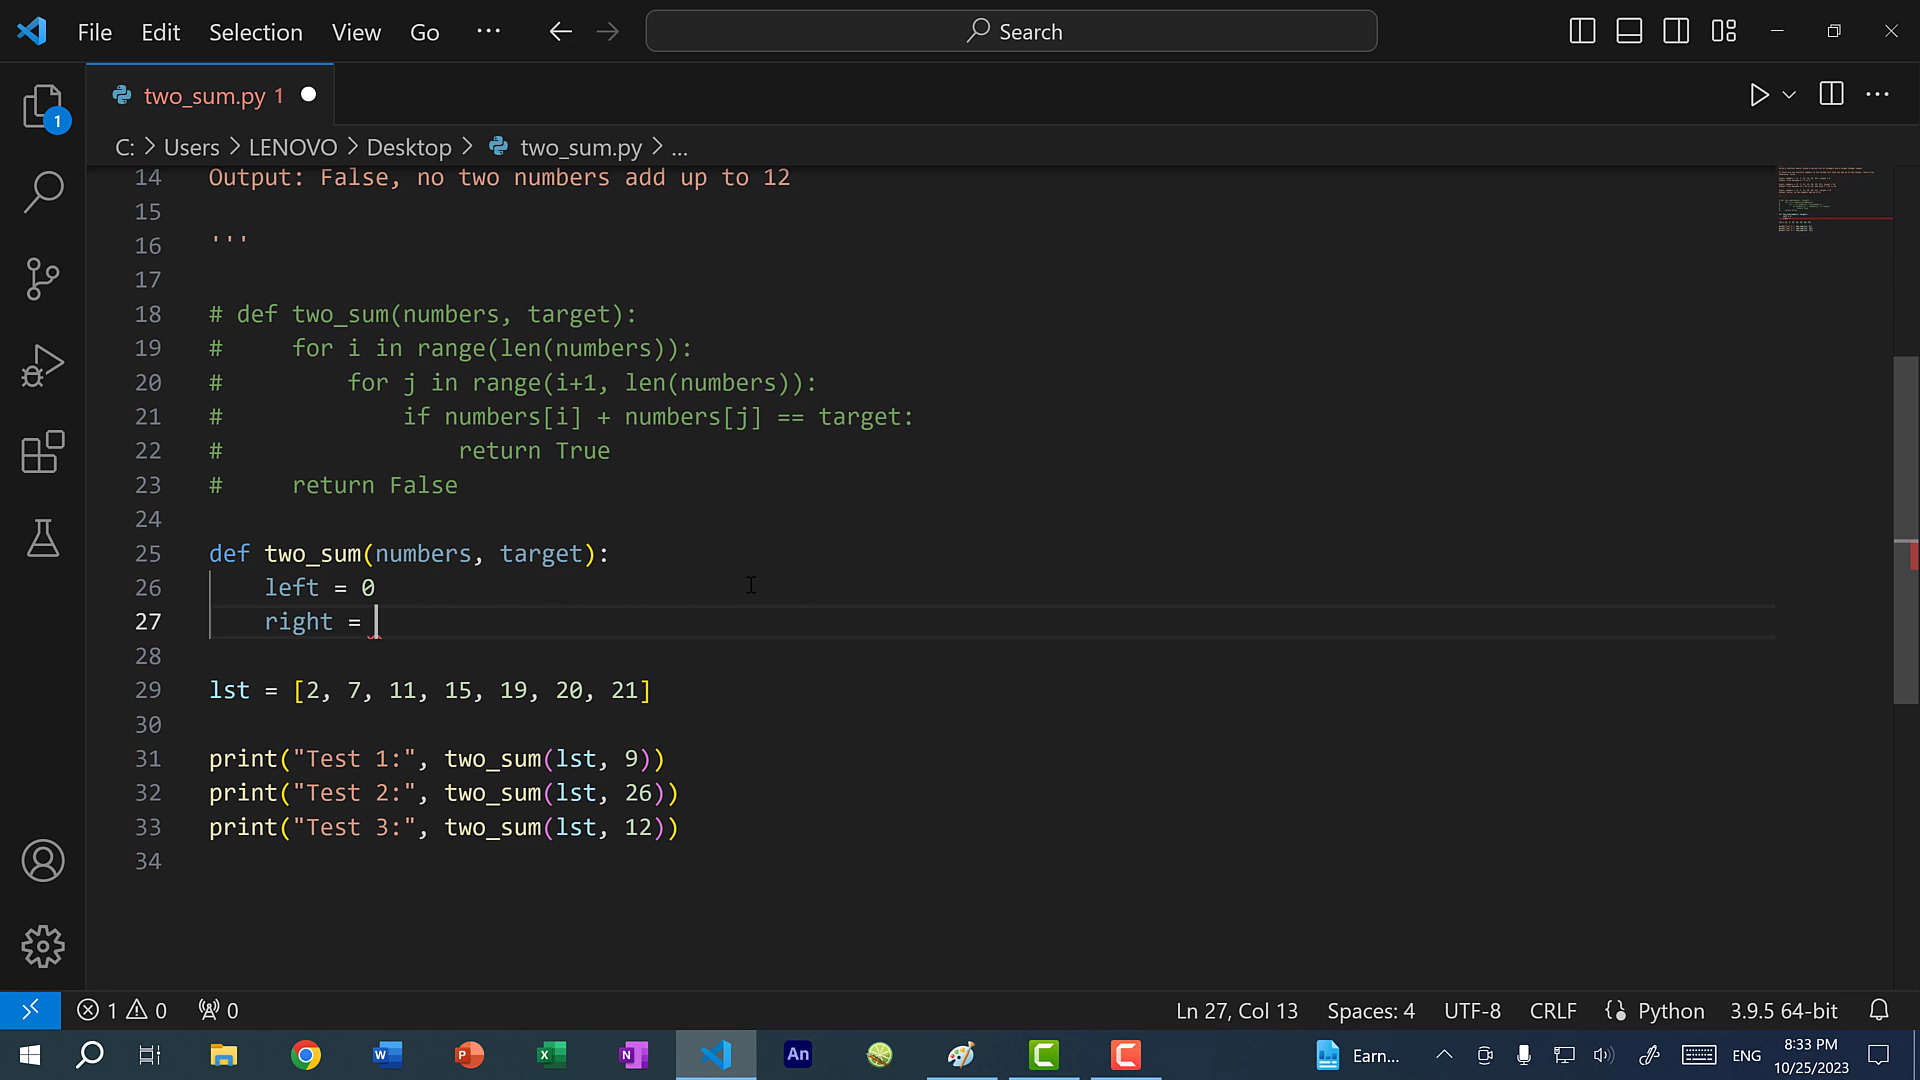 File Edit Selection View Go ··· Search
two_sum.py 1
1
C: > Users > LENOVO > Desktop > two_sum.py > ...
14 Output: False, no two numbers add up to 12
15
16 '''
17
18 # def two_sum(numbers, target):
19 #     for i in range(len(numbers)):
20 #         for j in range(i+1, len(numbers)):
21 #             if numbers[i] + numbers[j] == target:
22 #                 return True
23 #     return False
24
25 def two_sum(numbers, target):
26     left = 0
27     right = 
28
29 lst = [2, 7, 11, 15, 19, 20, 21]
30
31 print("Test 1:", two_sum(lst, 9))
32 print("Test 2:", two_sum(lst, 26))
33 print("Test 3:", two_sum(lst, 12))
34
1 0 0 Ln 27, Col 13 Spaces: 4 UTF-8 CRLF Python 3.9.5 64-bit
W P X N An C C Earn... ENG 8:33 PM
10/25/2023